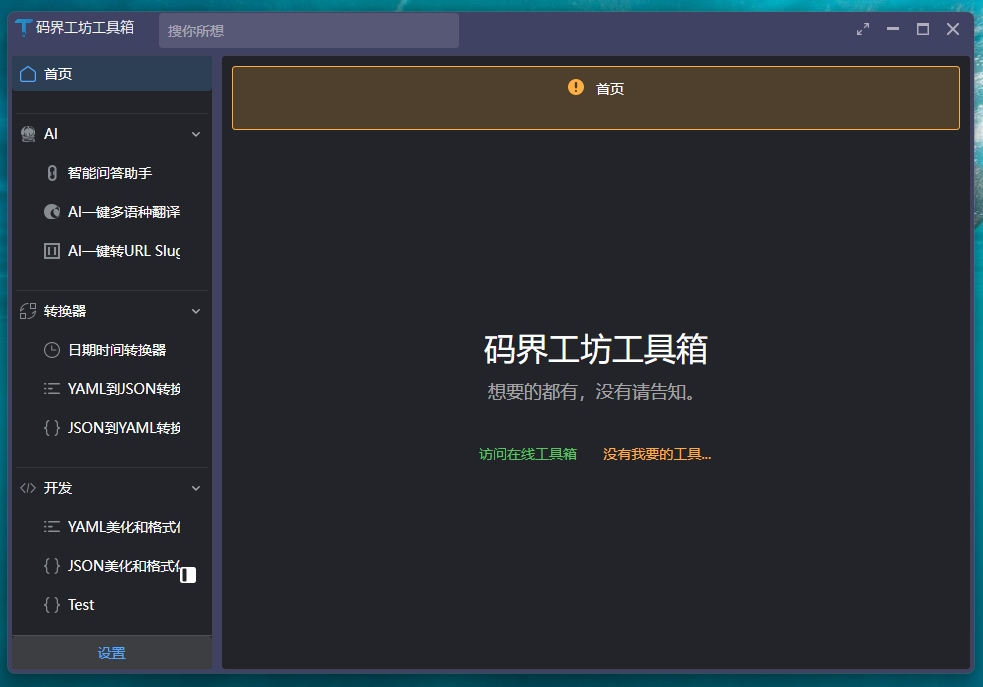 码界工坊工具箱
搜你所想
首页
AI
智能问答助手
AI一键多语种翻译
AI一键转URL Slug
转换器
日期时间转换器
YAML到JSON转换
JSON到YAML转换
开发
YAML美化和格式化
JSON美化和格式化
Test
设置
首页
码界工坊工具箱
想要的都有，没有请告知。
访问在线工具箱
没有我要的工具...